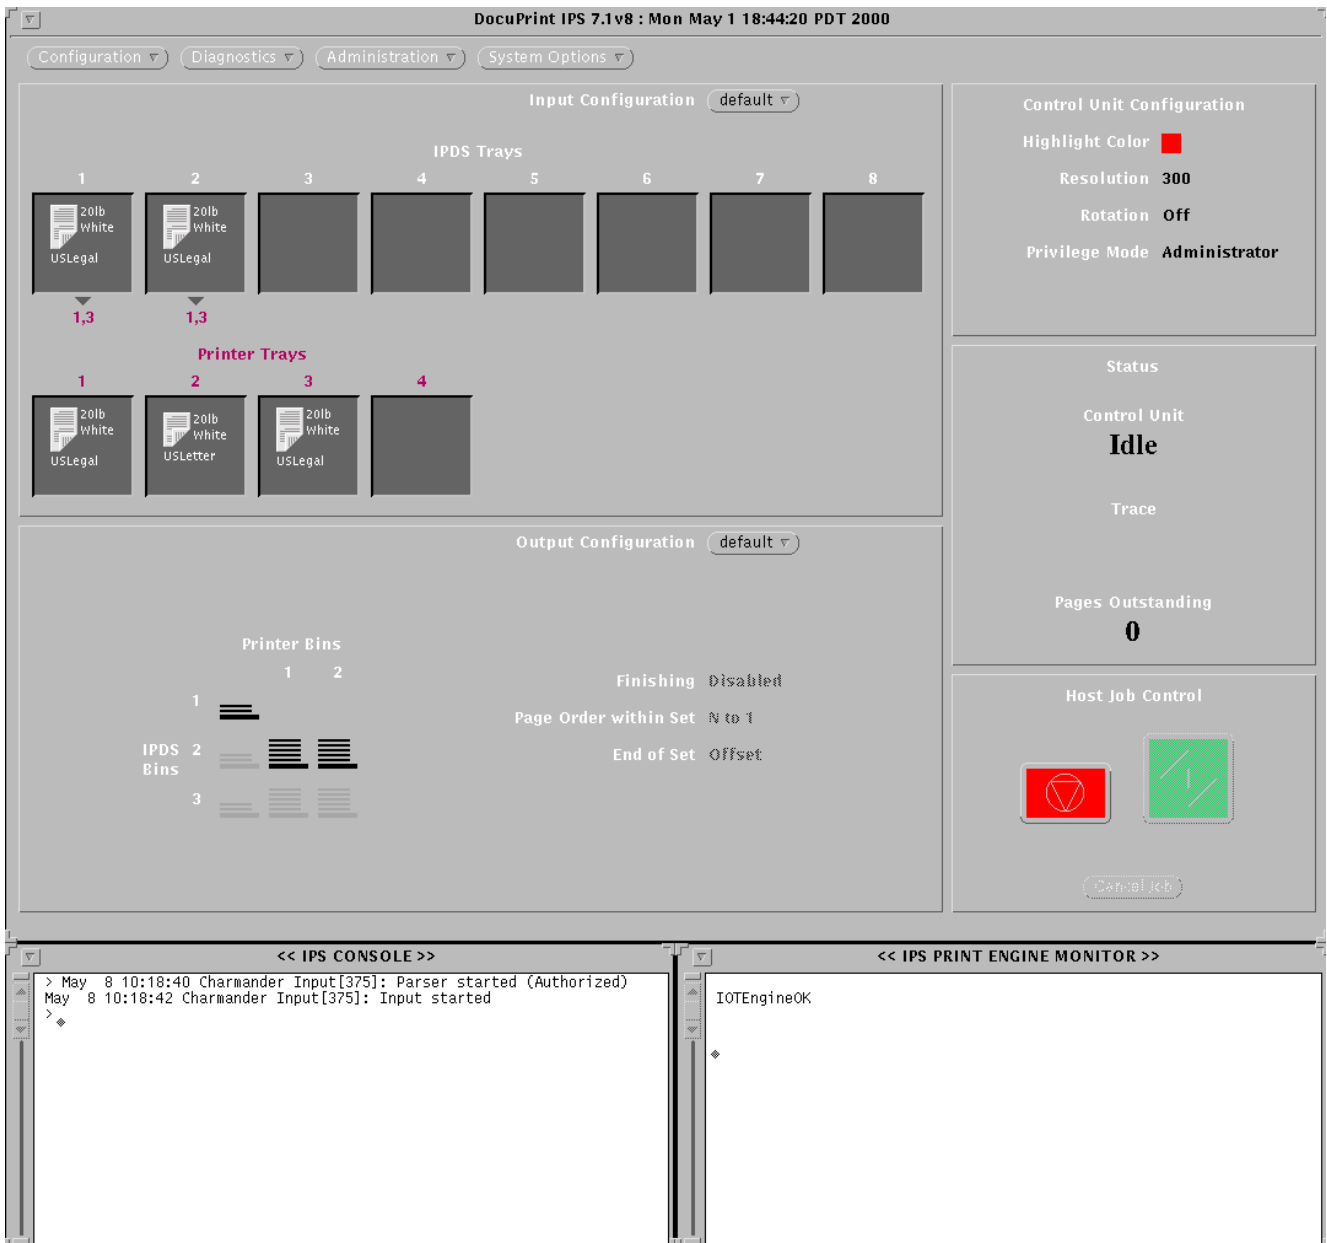 DocuPrint IPS 7.1v8 : Mon May 1 18:44:20 PDT 2000
Configuration Diagnostics Administration System Options
Input Configuration default
IPDS Trays
1 2 3 4 5 6 7 8
20lb White USLegal
20lb White USLegal
1,3 1,3
Printer Trays
1 2 3 4
20lb White USLegal
20lb White USLetter
20lb White USLegal
Control Unit Configuration
Highlight Color
Resolution 300
Rotation Off
Privilege Mode Administrator
Status
Control Unit
Idle
Trace
Pages Outstanding
0
Output Configuration default
Printer Bins
1 2
1
IPDS Bins 2
3
Finishing Disabled
Page Order within Set N to 1
End of Set Offset
Host Job Control
1
Cancel Job
<< IPS CONSOLE >>
> May  8 10:18:40 Charmander Input[375]: Parser started (Authorized)
May  8 10:18:42 Charmander Input[375]: Input started
>
<< IPS PRINT ENGINE MONITOR >>
IOTEngineOK